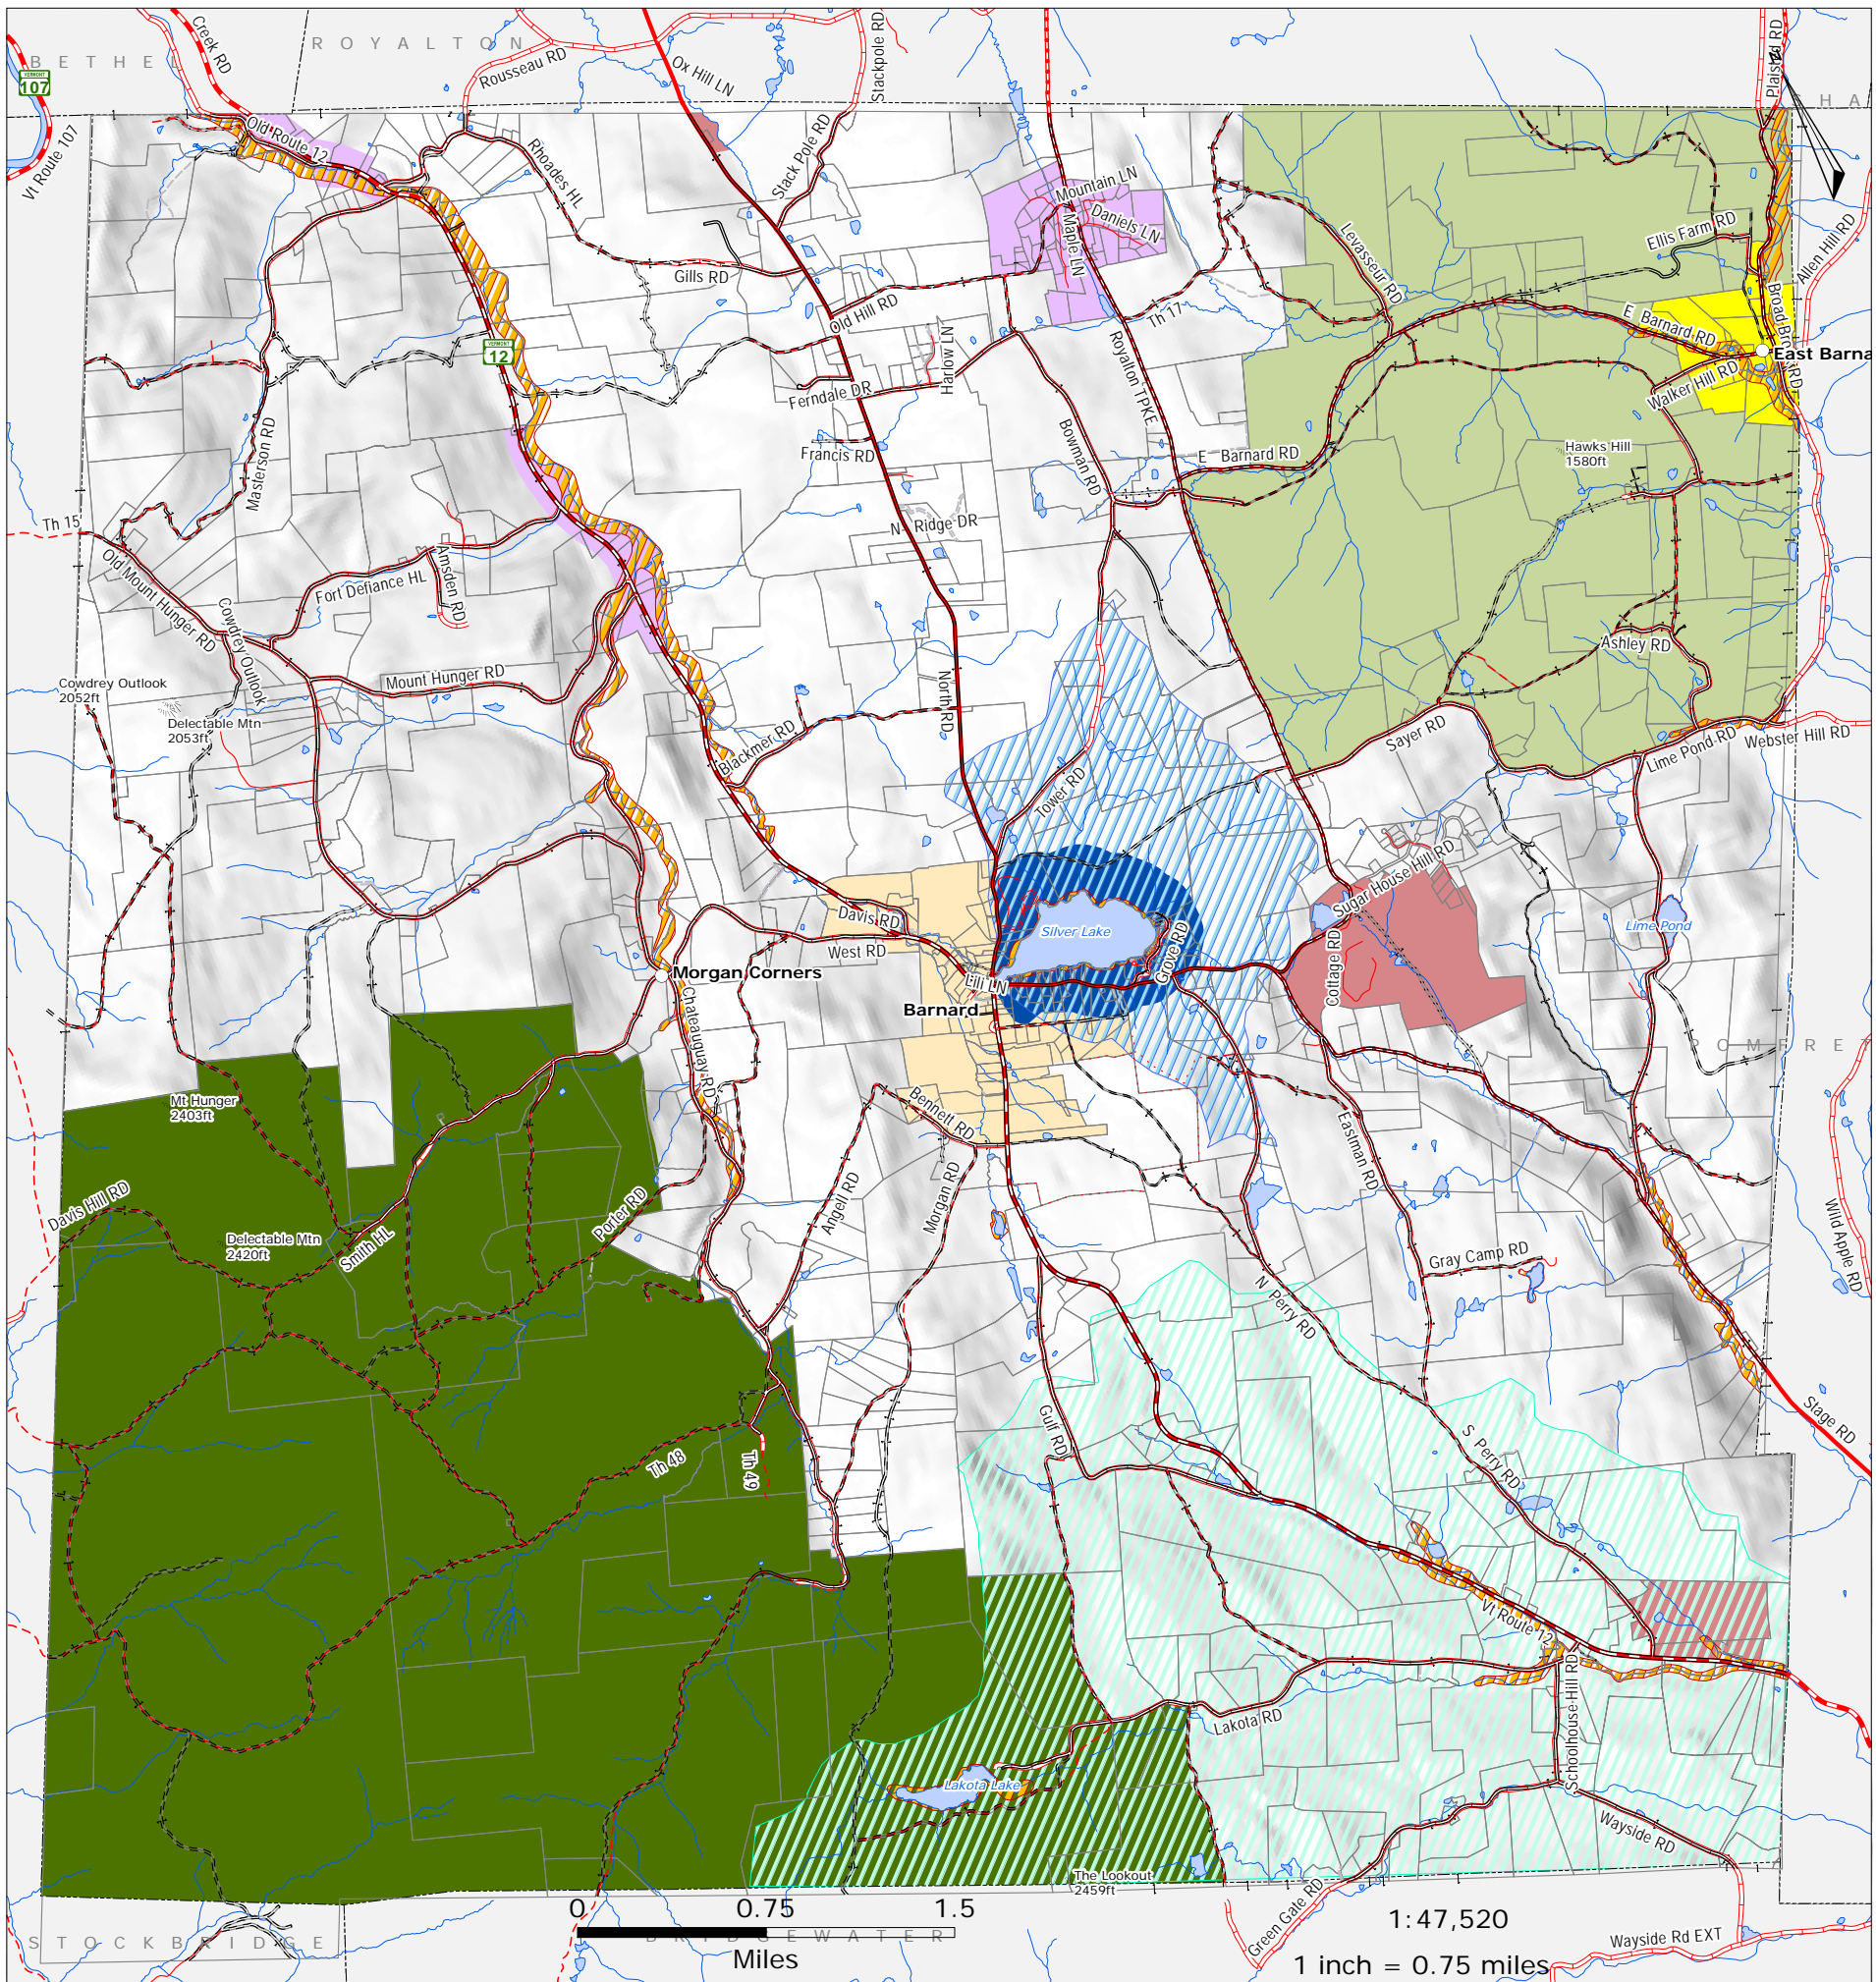 ROYALTON
BETHEL
VERMONT
107
Creek RD
Rousseau RD
Ox Hill LN
Stackpole RD
Vt Route 107
Old Route 12
Rhoades HL
Stack Pole RD
Mountain LN
Daniels LN
Maple LN
Levasseur RD
Ellis Farm RD
Allen Hill RD
Gills RD
Old Hill RD
Th 17
E Barnard RD
VERMONT
12
Harlow LN
Royalton TPKE
East Barna
Walker Hill RD
Ferndale DR
Francis RD
Bowman RD
E Barnard RD
Hawks Hill
1580ft
N Ridge DR
Th 15
Old Mount Hunger RD
Fort Defiance HL
Amsden RD
Cowdrey Outlook
Mount Hunger RD
Ashley RD
Cowdrey Outlook
2052ft
Delectable Mtn
2053ft
North RD
Blackmer RD
Sayer RD
Lime Pond RD
Webster Hill RD
Tower RD
Sugar House Hill RD
Davis RD
West RD
Silver Lake
Grove RD
Cottage RD
Lime Pond
Morgan Corners
Lili LN
Barnard
POMFRET
Mt Hunger
2403ft
Bennett RD
Eastman RD
Davis Hill RD
Porter RD
Angell RD
Morgan RD
Wild Apple RD
Delectable Mtn
2420ft
Smith HL
Gray Camp RD
N Perry RD
Gulf RD
Stage RD
S Perry RD
Th 48
Th 49
Vt Route 12
Schoolhouse Hill RD
Lakota RD
Lakota Lake
Wayside RD
The Lookout
2459ft
Green Gate RD
0 0.75 1.5
Miles
1:47,520
1 inch = 0.75 miles
STOCKBRIDGE
BRIDGEWATER
Wayside Rd EXT